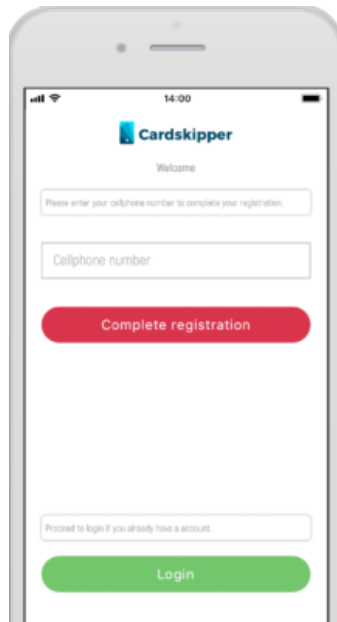 14:00
Cardskipper
Welcome
Please enter your cellphone number to complete your registration.
Cellphone number
Complete registration
Proceed to login if you already have a account.
Login